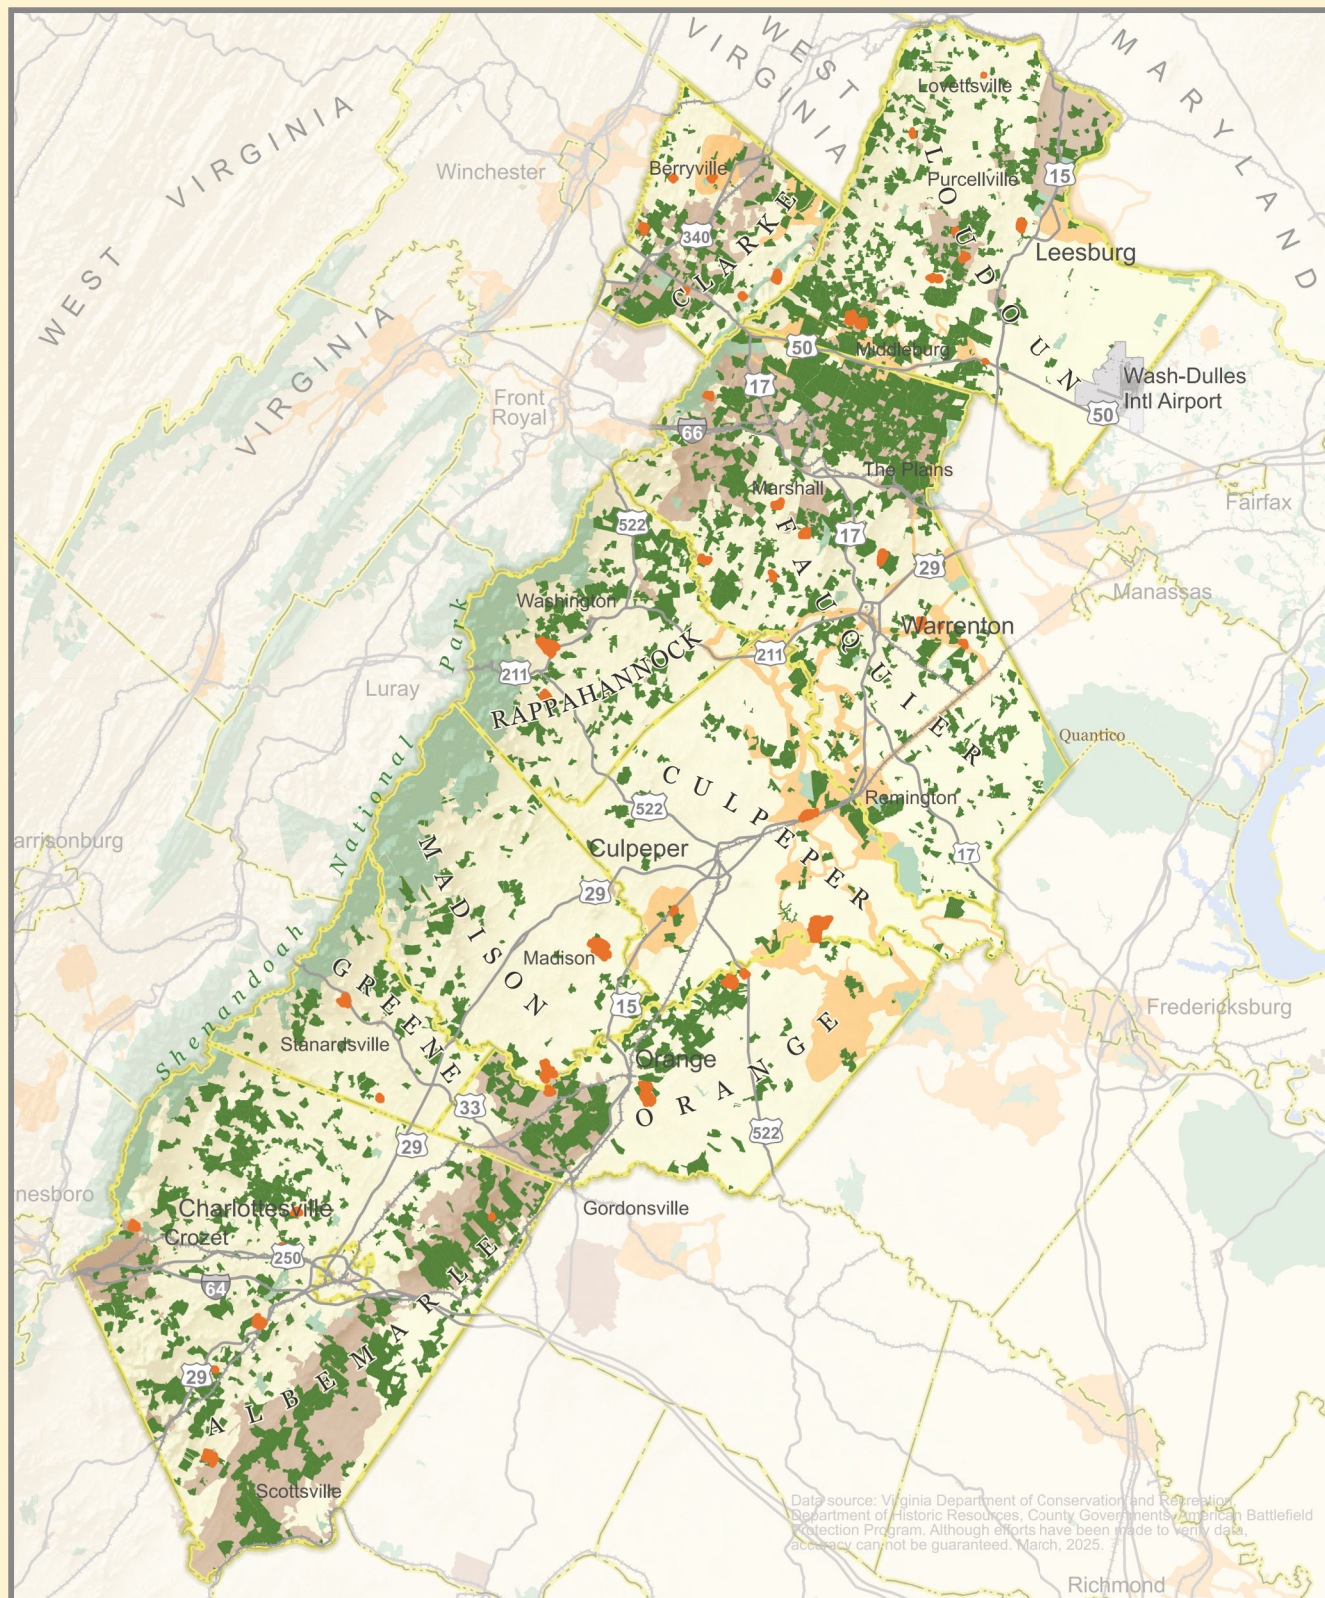 WEST VIRGINIA
VIRGINIA
WEST
VIRGINIA
MARYLAND
Lovettsville
Winchester
Berryville
Purcellville
15
LOUDOUN
340
CLARKE
Leesburg
50
Middleburg
17
Wash-Dulles
Intl Airport
50
Front
Royal
66
The Plains
Marshall
Fairfax
522
17
29
FAUQUIER
Manassas
Washington
Warrenton
211
211
Luray
RAPPAHANNOCK
Quantico
Shenandoah National Park
CULPEPER
522
Remington
arrisonburg
Culpeper
17
MADISON
29
Madison
15
Fredericksburg
GREENE
Stanardsville
Orange
ORANGE
33
522
29
nesboro
Charlottesville
Gordonsville
Crozet
250
64
29
ALBEMARLE
Scottsville
Data source: Virginia Department of Conservation and Recreation,
Department of Historic Resources, County Governments, American Battlefield
Protection Program. Although efforts have been made to verify data,
accuracy cannot be guaranteed. March, 2025.
Richmond